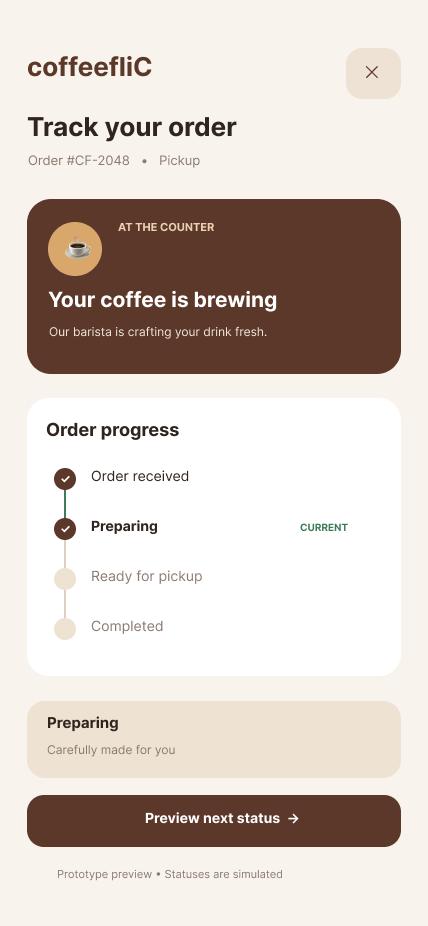 coffeefliC
Track your order
Order #CF-2048 • Pickup
AT THE COUNTER
Your coffee is brewing
Our barista is crafting your drink fresh.
Order progress
Order received
Preparing CURRENT
Ready for pickup
Completed
Preparing
Carefully made for you
Preview next status →
Prototype preview • Statuses are simulated